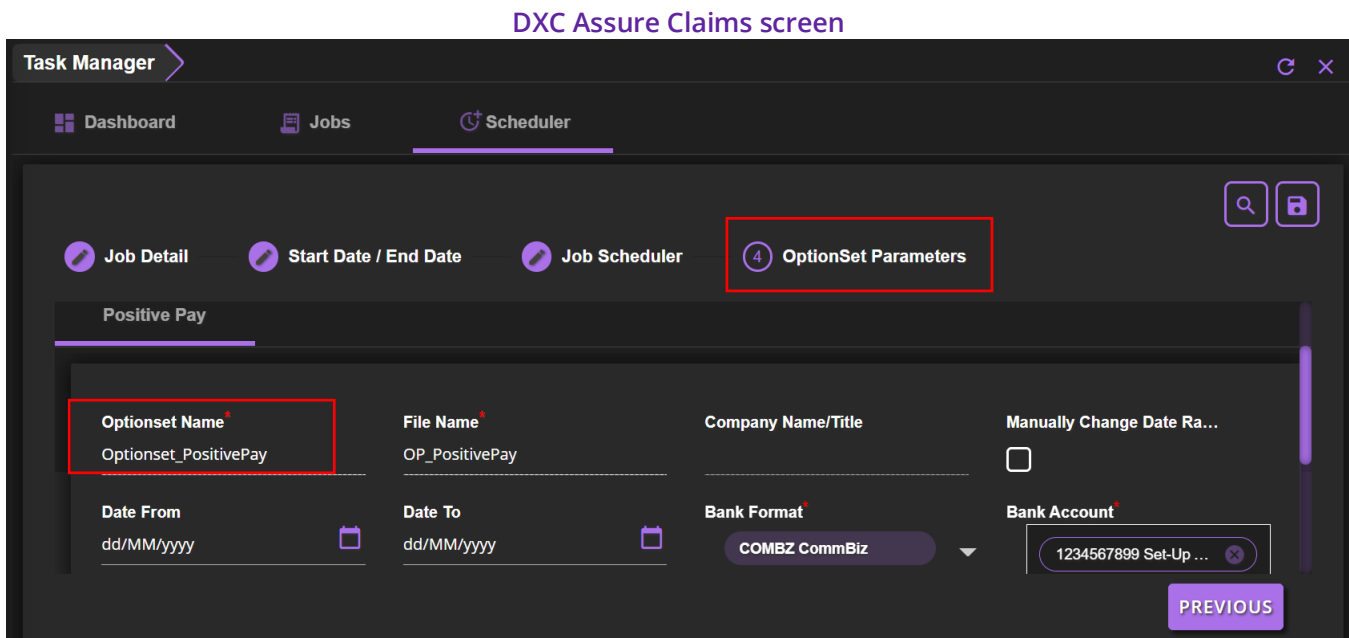 DXC Assure Claims screen
Task Manager
Dashboard Jobs Scheduler
Job Detail Start Date / End Date Job Scheduler 4 OptionSet Parameters
Positive Pay
Optionset Name* File Name* Company Name/Title Manually Change Date Ra...
Optionset_PositivePay OP_PositivePay
Date From Date To Bank Format* Bank Account*
dd/MM/yyyy dd/MM/yyyy COMBZ CommBiz 1234567899 Set-Up ...
PREVIOUS